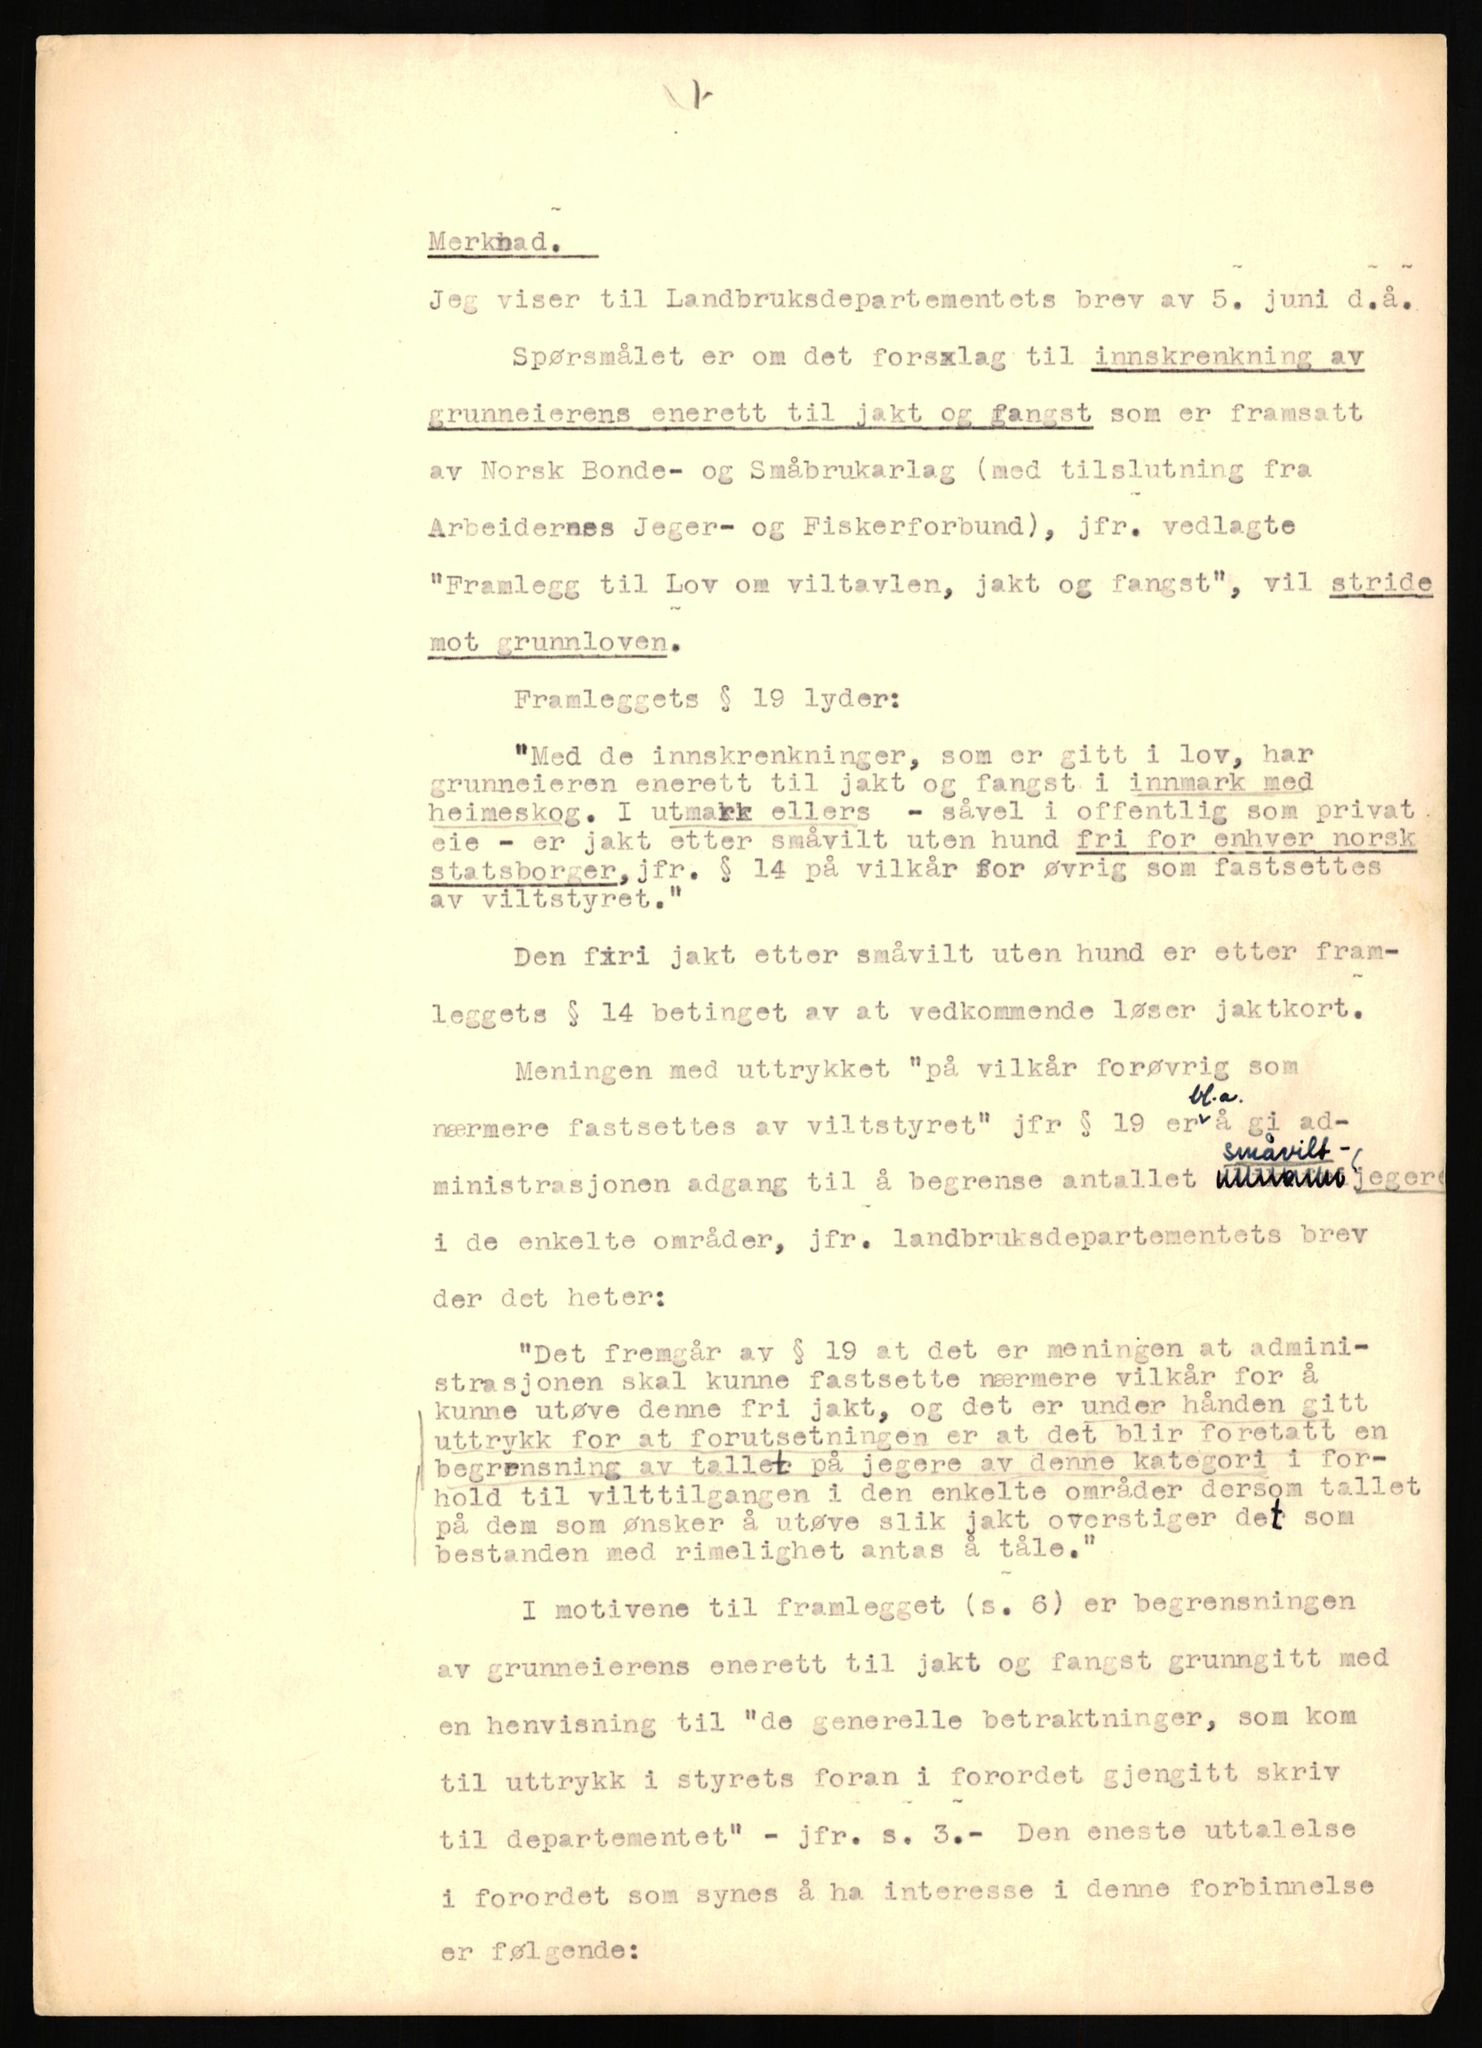 Merknad.
Jeg viser til Landbruksdepartementets brev av 5. juni d.å.
Spørsmålet er om det forslag til innskrenkning av
grunneierens enerett til jakt og fangst som er framsatt
av Norsk Bonde- og Småbrukarlag (med tilslutning fra
Arbeidernes Jeger- og Fiskerforbund), jfr. vedlagte
"Framlegg til Lov om viltavlen, jakt og fangst", vil stride
mot grunnloven.
Framleggets § 19 lyder:
"Med de innskrenkninger, som er gitt i lov, har
grunneieren enerett til jakt og fangst i innmark med
heimeskog. I utmark ellers - såvel i offentlig som privat
eie - er jakt etter småvilt uten hund fri for enhver norsk
statsborger, jfr. § 14 på vilkår for øvrig som fastsettes
av viltstyret."
Den fri jakt etter småvilt uten hund er etter fram-
leggets § 14 betinget av at vedkommende løser jaktkort.
Meningen med uttrykket "på vilkår forøvrig som
bl.a.
nærmere fastsettes av viltstyret" jfr § 19 er å gi ad-
småvilt-
ministrasjonen adgang til å begrense antallet jegere
i de enkelte områder, jfr. landbruksdepartementets brev
der det heter:
"Det fremgår av § 19 at det er meningen at admini-
strasjonen skal kunne fastsette nærmere vilkår for å
kunne utøve denne fri jakt, og det er under hånden gitt
uttrykk for at forutsetningen er at det blir foretatt en
begrensning av tallet på jegere av denne kategori i for-
hold til vilttilgangen i den enkelte områder dersom tallet
på dem som ønsker å utøve slik jakt overstiger det som
bestanden med rimelighet antas å tåle."
I motivene til framlegget (s. 6) er begrensningen
av grunneierens enerett til jakt og fangst grunngitt med
en henvisning til "de generelle betraktninger, som kom
til uttrykk i styrets foran i forordet gjengitt skriv
til departementet" - jfr. s. 3.- Den eneste uttalelse
i forordet som synes å ha interesse i denne forbinnelse
er følgende: